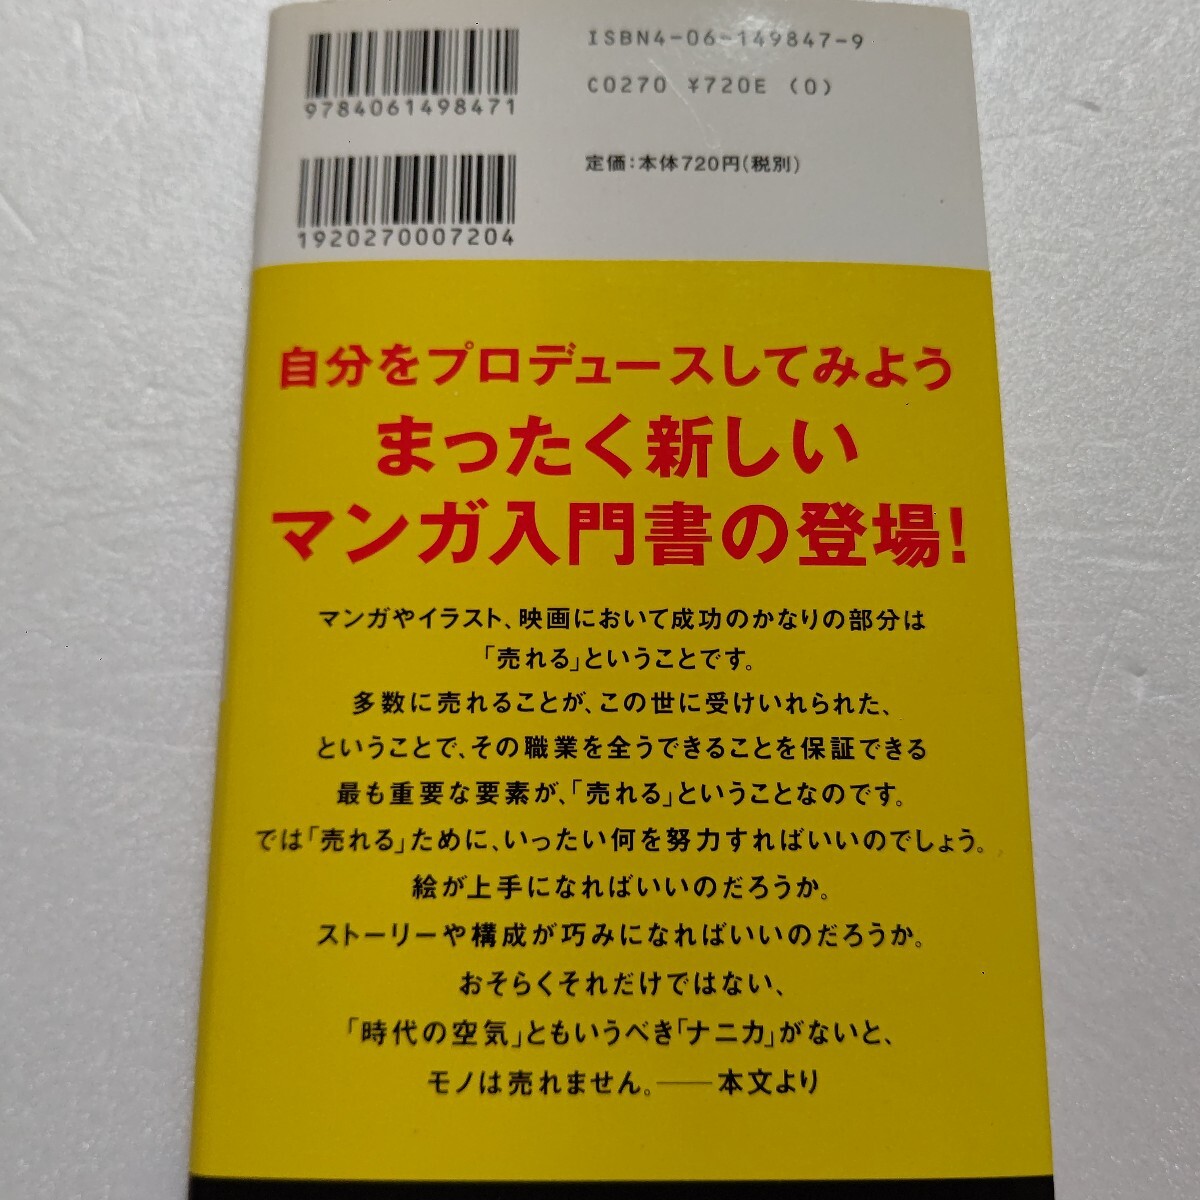 ISBN4-06-149847-9
C0270 ¥720E (0)
9784061498471
定価:本体720円(税別)
1920270007204
自分をプロデュースしてみよう
まったく新しい
マンガ入門書の登場!
マンガやイラスト、映画において成功のかなりの部分は
「売れる」ということです。
多数に売れることが、この世に受けいれられた、
ということで、その職業を全うできることを保証できる
最も重要な要素が、「売れる」ということなのです。
では「売れる」ために、いったい何を努力すればいいのでしょう。
絵が上手になればいいのだろうか。
ストーリーや構成が巧みになればいいのだろうか。
おそらくそれだけではない、
「時代の空気」ともいうべき「ナニカ」がないと、
モノは売れません。——本文より